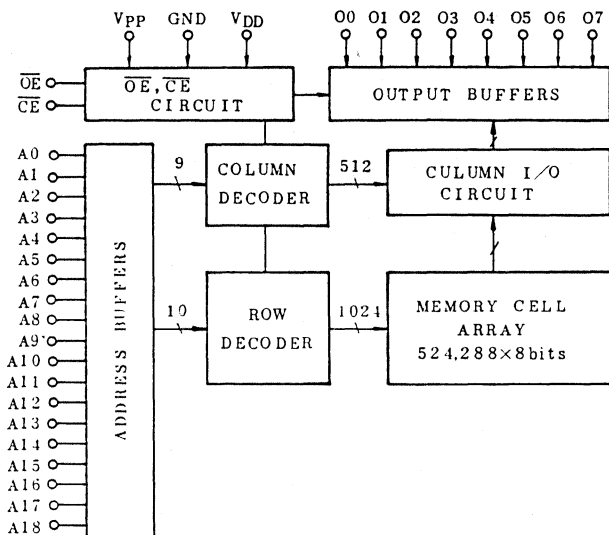 VPP GND VDD O0 O1 O2 O3 O4 O5 O6 O7
OE
CE
OE, CE
CIRCUIT
OUTPUT BUFFERS
A0
A1
A2
A3
A4
A5
A6
A7
A8
A9
A10
A11
A12
A13
A14
A15
A16
A17
A18
ADDRESS BUFFERS
9
COLUMN
DECODER
512
CULUMN I/O
CIRCUIT
10
ROW
DECODER
1024
MEMORY CELL
ARRAY
524,288×8bits